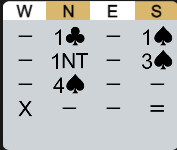 W N E S
– 1♣ – 1♠
– 1NT – 3♠
– 4♠ – –
X – – =